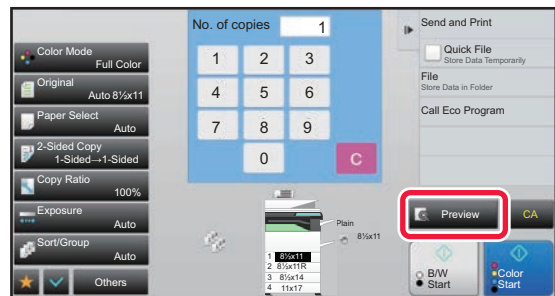 No. of copies 1
Color Mode
Full Color
Original
Auto 8½x11
Paper Select
Auto
2-Sided Copy
1-Sided→1-Sided
Copy Ratio
100%
Exposure
Auto
Sort/Group
Auto
Others
1 2 3
4 5 6
7 8 9
0 C
Plain
8½x11
1 8½x11
2 8½x11R
3 8½x14
4 11x17
Send and Print
Quick File
Store Data Temporarily
File
Store Data in Folder
Call Eco Program
Preview
CA
B/W
Start
Color
Start